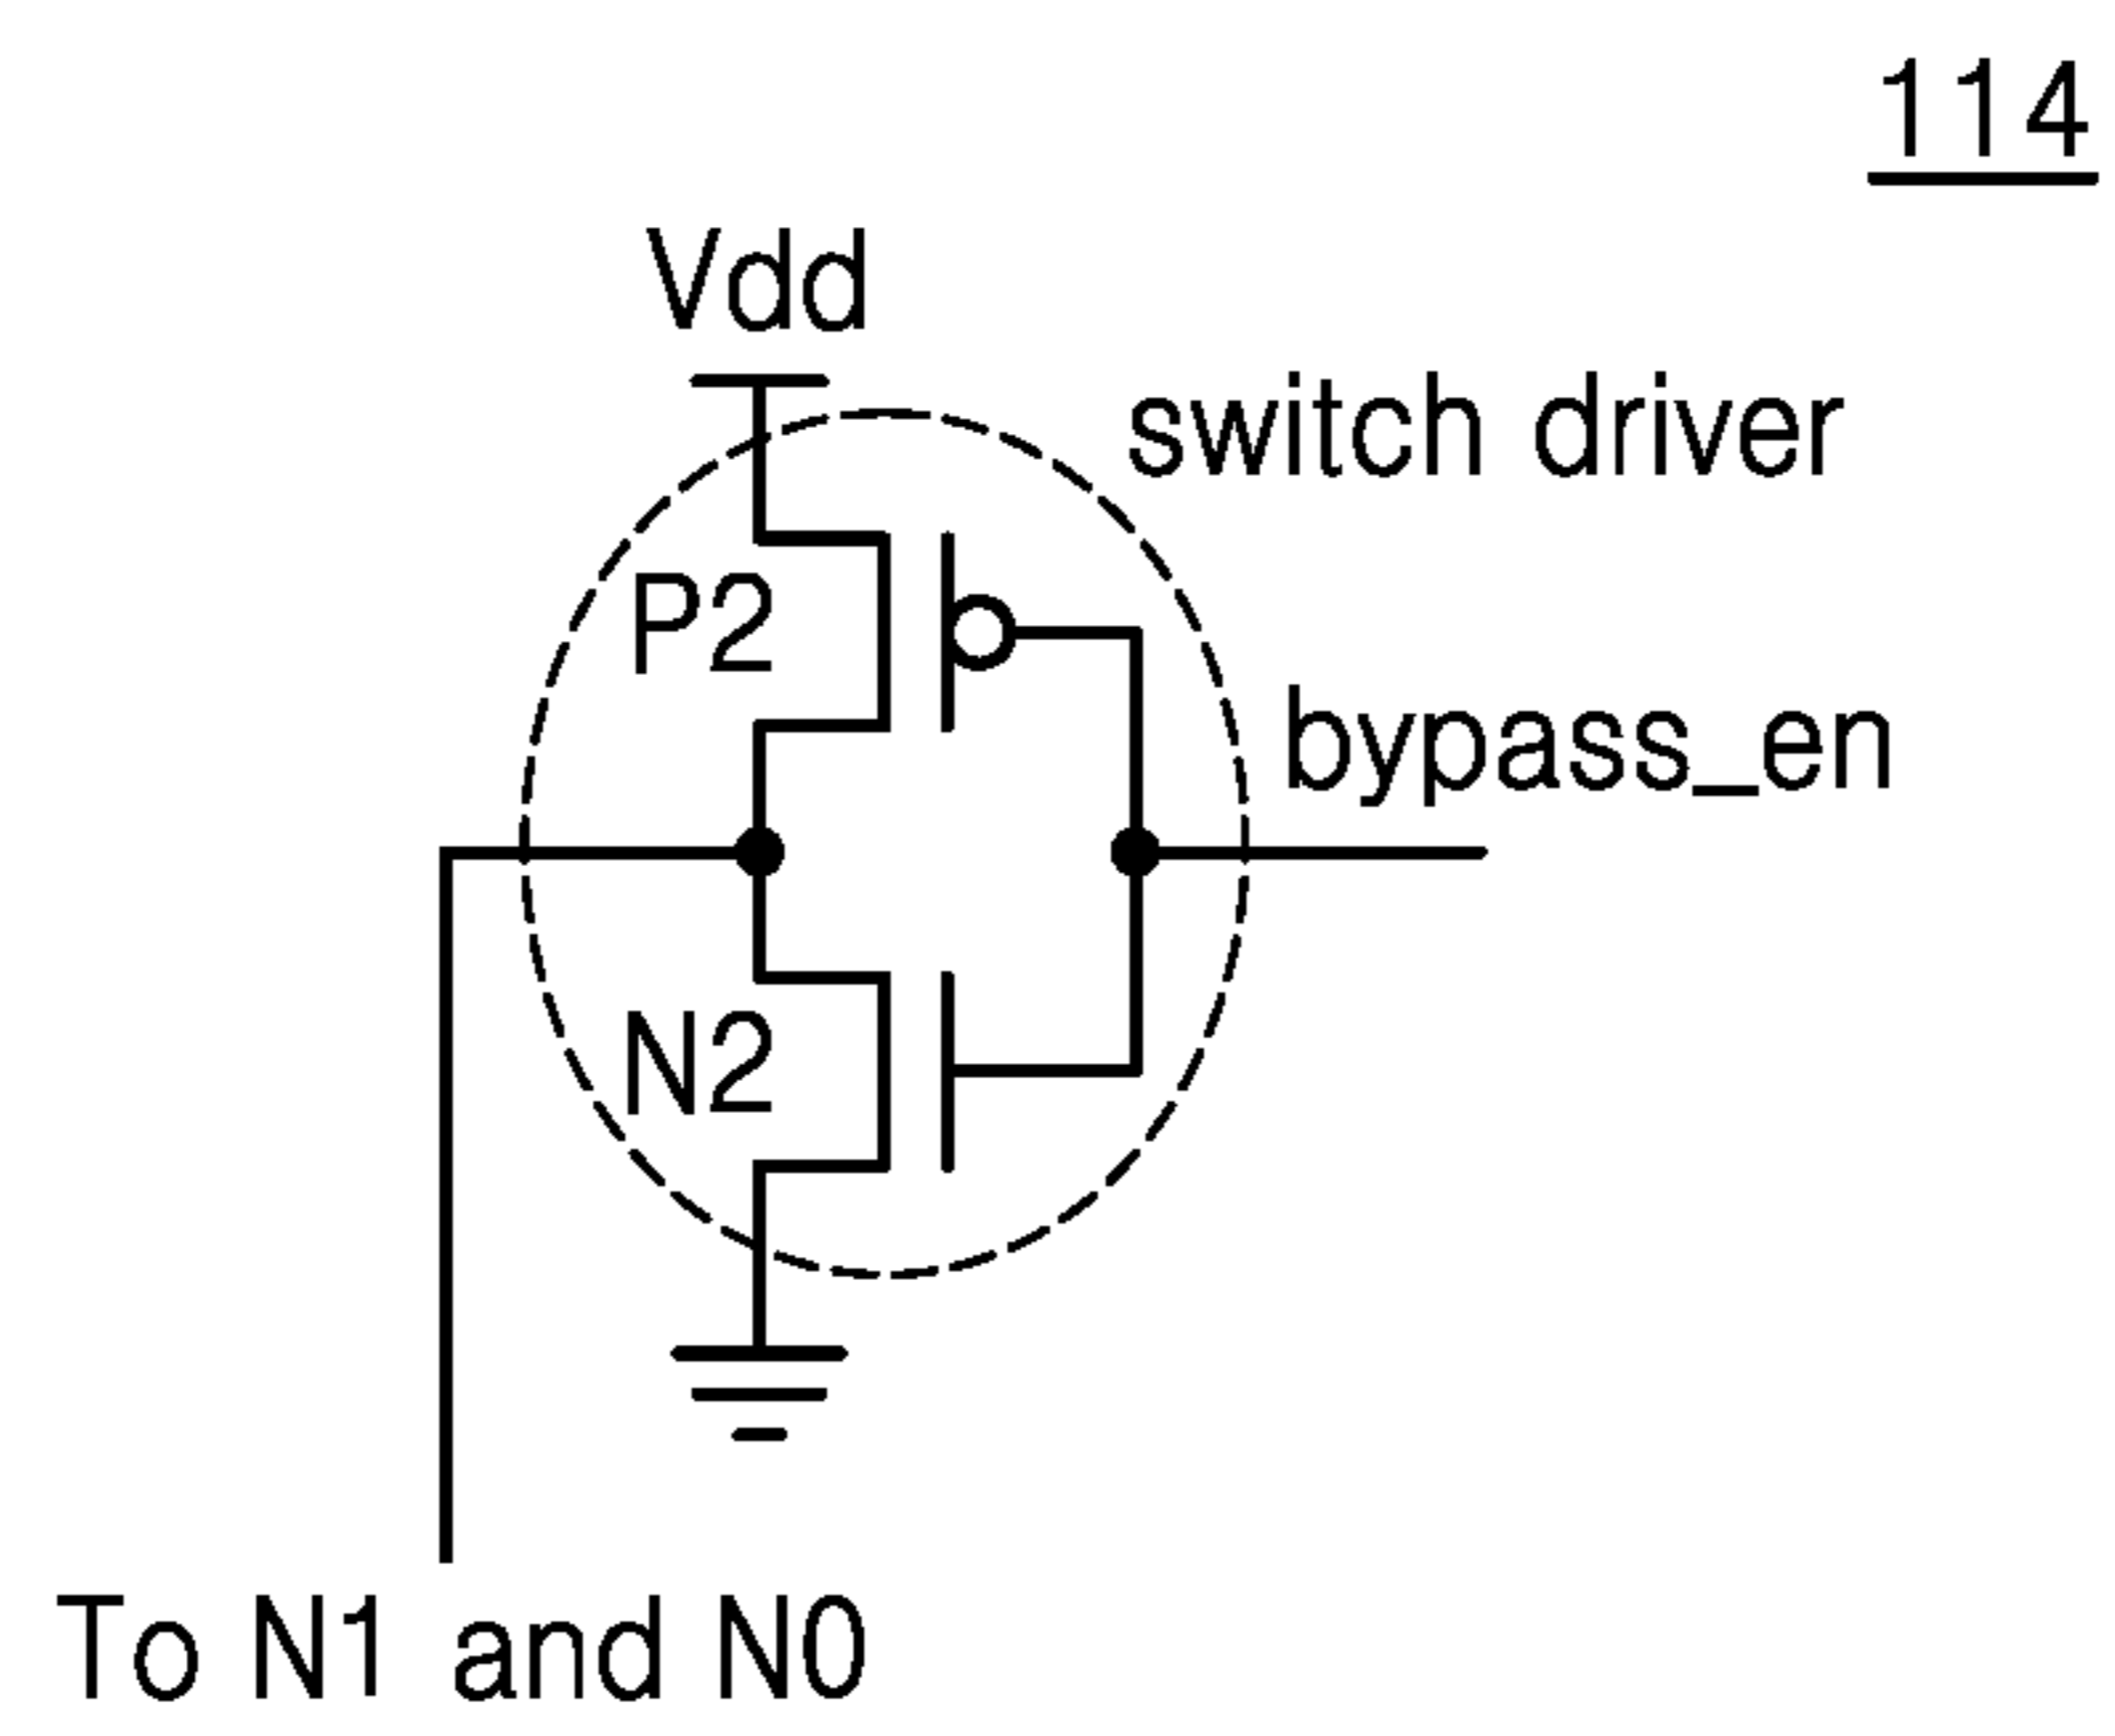 114
Vdd
switch driver
P2
bypass_en
N2
To N1 and N0